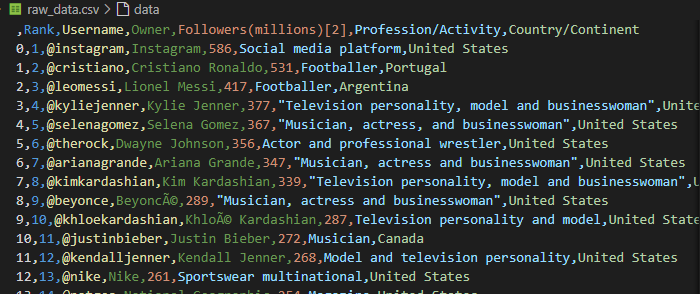 raw_data.csv > data
,Rank,Username,Owner,Followers(millions)[2],Profession/Activity,Country/Continent
0,1,@instagram,Instagram,586,Social media platform,United States
1,2,@cristiano,Cristiano Ronaldo,531,Footballer,Portugal
2,3,@leomessi,Lionel Messi,417,Footballer,Argentina
3,4,@kyliejenner,Kylie Jenner,377,"Television personality, model and businesswoman",Unite
4,5,@selenagomez,Selena Gomez,367,"Musician, actress, and businesswoman",United States
5,6,@therock,Dwayne Johnson,356,Actor and professional wrestler,United States
6,7,@arianagrande,Ariana Grande,347,"Musician, actress and businesswoman",United States
7,8,@kimkardashian,Kim Kardashian,339,"Television personality, model and businesswoman",U
8,9,@beyonce,BeyoncÃ©,289,"Musician, actress and businesswoman",United States
9,10,@khloekardashian,KhloÃ© Kardashian,287,Television personality and model,United State
10,11,@justinbieber,Justin Bieber,272,Musician,Canada
11,12,@kendalljenner,Kendall Jenner,268,Model and television personality,United States
12,13,@nike,Nike,261,Sportswear multinational,United States